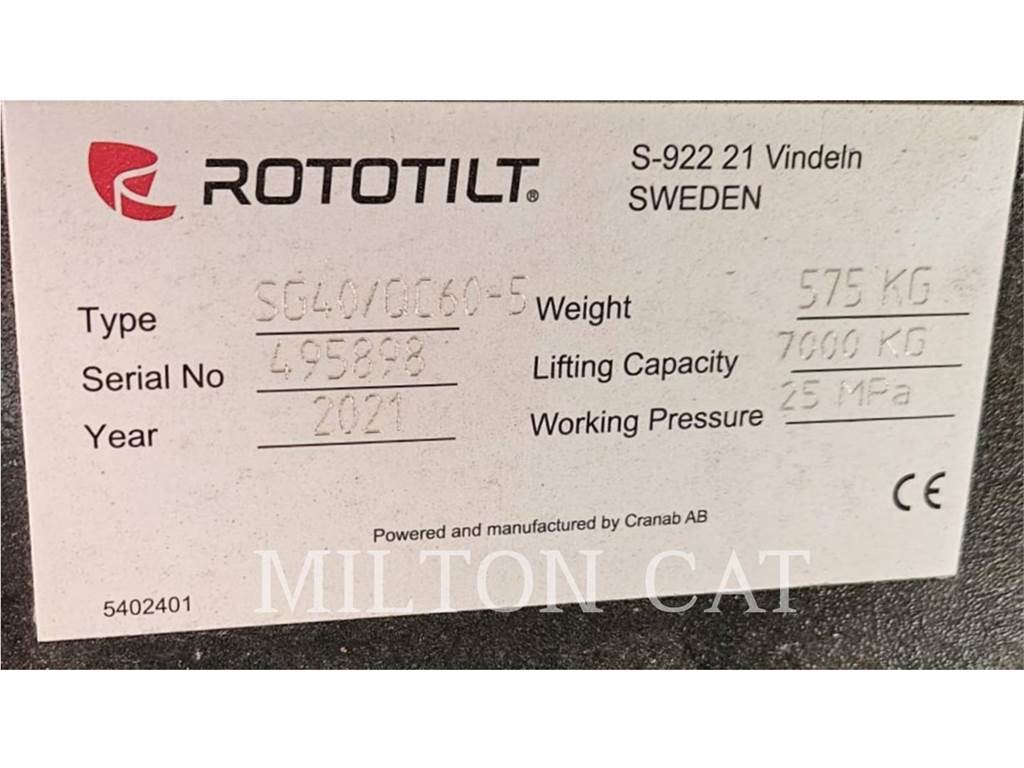 ROTOTILT®
S-922 21 Vindeln
SWEDEN
Type SG40/QC60-5
Serial No 495898
Year 2021
Weight 575 KG
Lifting Capacity 7000 KG
Working Pressure 25 MPa
CE
Powered and manufactured by Cranab AB
MILTON CAT
5402401